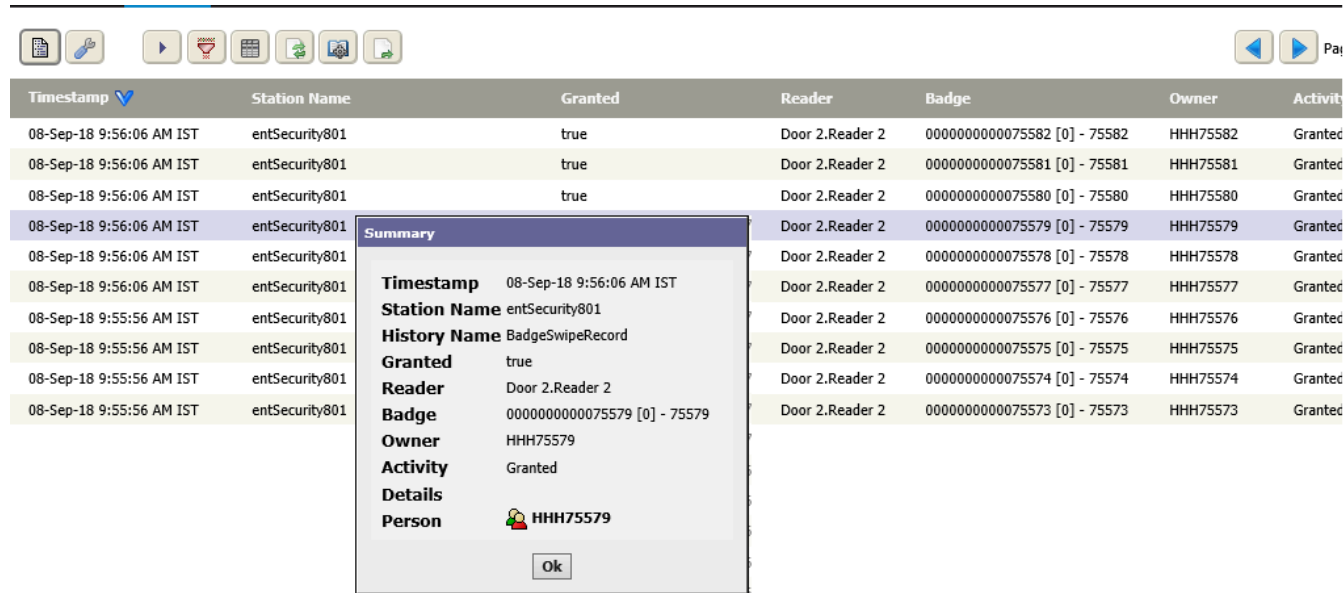 Pag
Timestamp Station Name Granted Reader Badge Owner Activity
08-Sep-18 9:56:06 AM IST entSecurity801 true Door 2.Reader 2 0000000000075582 [0] - 75582 HHH75582 Granted
08-Sep-18 9:56:06 AM IST entSecurity801 true Door 2.Reader 2 0000000000075581 [0] - 75581 HHH75581 Granted
08-Sep-18 9:56:06 AM IST entSecurity801 true Door 2.Reader 2 0000000000075580 [0] - 75580 HHH75580 Granted
08-Sep-18 9:56:06 AM IST entSecurity801 Door 2.Reader 2 0000000000075579 [0] - 75579 HHH75579 Granted
08-Sep-18 9:56:06 AM IST entSecurity801 Door 2.Reader 2 0000000000075578 [0] - 75578 HHH75578 Granted
08-Sep-18 9:56:06 AM IST entSecurity801 Door 2.Reader 2 0000000000075577 [0] - 75577 HHH75577 Granted
08-Sep-18 9:55:56 AM IST entSecurity801 Door 2.Reader 2 0000000000075576 [0] - 75576 HHH75576 Granted
08-Sep-18 9:55:56 AM IST entSecurity801 Door 2.Reader 2 0000000000075575 [0] - 75575 HHH75575 Granted
08-Sep-18 9:55:56 AM IST entSecurity801 Door 2.Reader 2 0000000000075574 [0] - 75574 HHH75574 Granted
08-Sep-18 9:55:56 AM IST entSecurity801 Door 2.Reader 2 0000000000075573 [0] - 75573 HHH75573 Granted
Summary
Timestamp 08-Sep-18 9:56:06 AM IST
Station Name entSecurity801
History Name BadgeSwipeRecord
Granted true
Reader Door 2.Reader 2
Badge 0000000000075579 [0] - 75579
Owner HHH75579
Activity Granted
Details
Person HHH75579
Ok